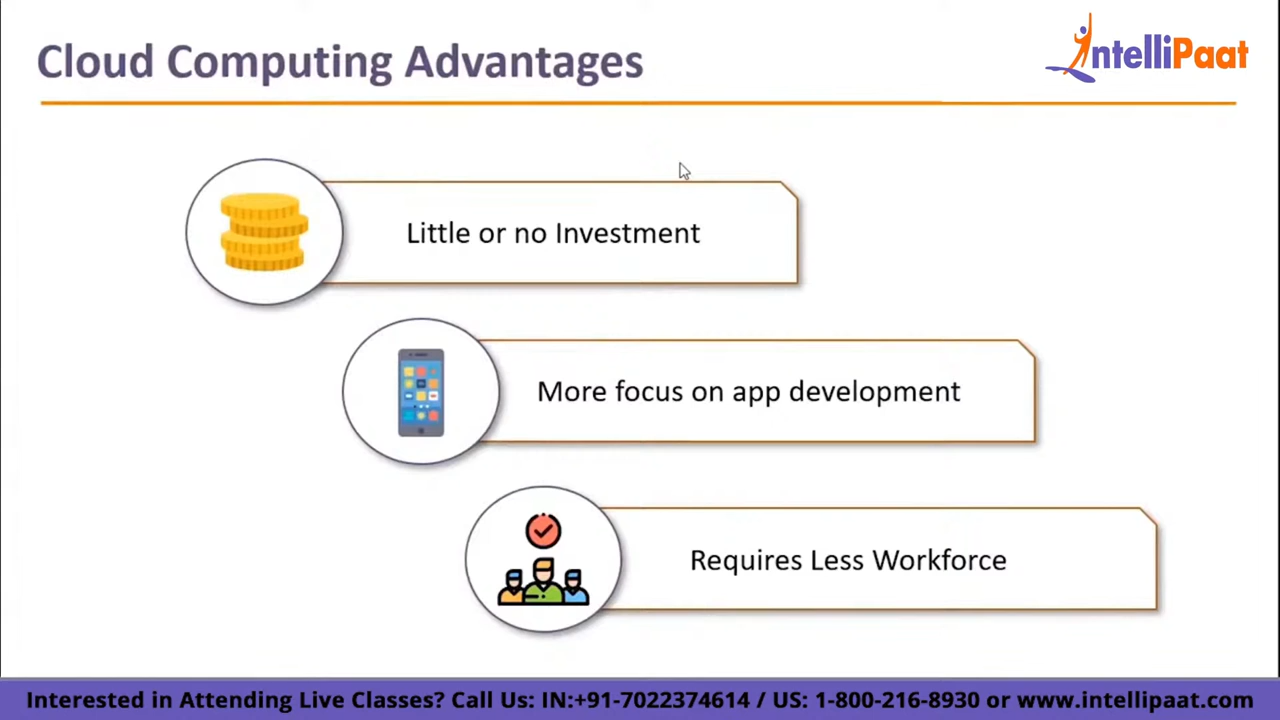 Cloud Computing Advantages
IntelliPaat
Little or no Investment
More focus on app development
Requires Less Workforce
Interested in Attending Live Classes? Call Us: IN:+91-7022374614 / US: 1-800-216-8930 or www.intellipaat.com